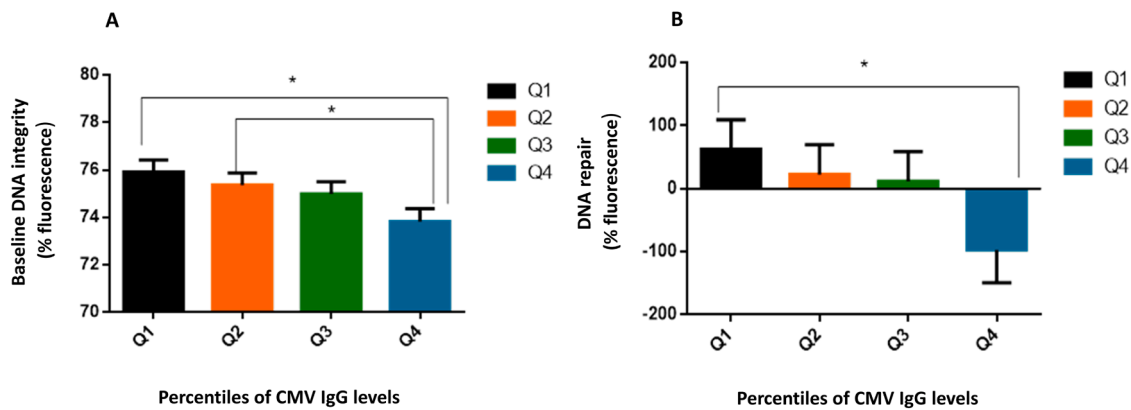 A
Baseline DNA integrity
(% fluorescence)
80
78
76
74
72
70
*
*
Q1
Q2
Q3
Q4
Q1
Q2
Q3
Q4
Percentiles of CMV IgG levels
B
DNA repair
(% fluorescence)
200
100
0
-100
-200
*
Q1
Q2
Q3
Q4
Q1
Q2
Q3
Q4
Percentiles of CMV IgG levels